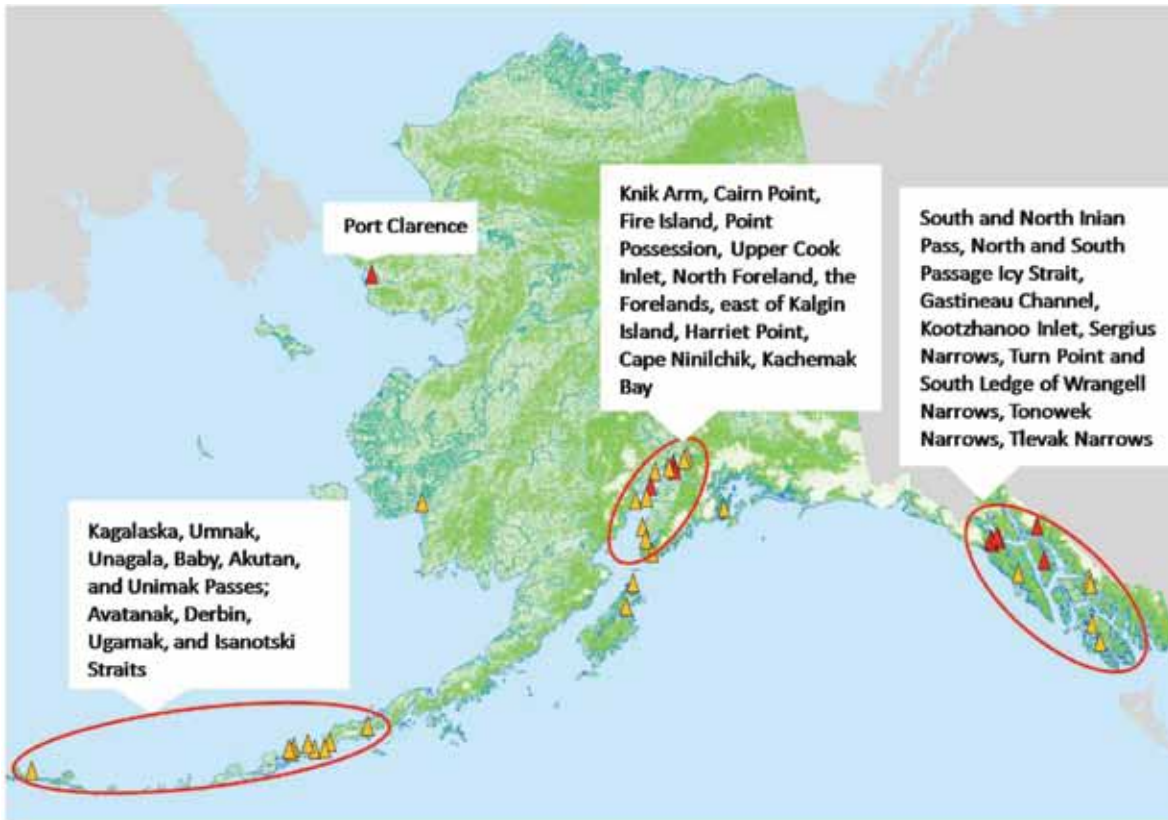 Port Clarence
Knik Arm, Cairn Point,
Fire Island, Point
Possession, Upper Cook
Inlet, North Foreland, the
Forelands, east of Kalgin
Island, Harriet Point,
Cape Ninilchik, Kachemak
Bay
South and North Inian
Pass, North and South
Passage Icy Strait,
Gastineau Channel,
Kootzhanoo Inlet, Sergius
Narrows, Turn Point and
South Ledge of Wrangell
Narrows, Tonowek
Narrows, Tlevak Narrows
Kagalaska, Umnak,
Unagala, Baby, Akutan,
and Unimak Passes;
Avatanak, Derbin,
Ugamak, and Isanotski
Straits